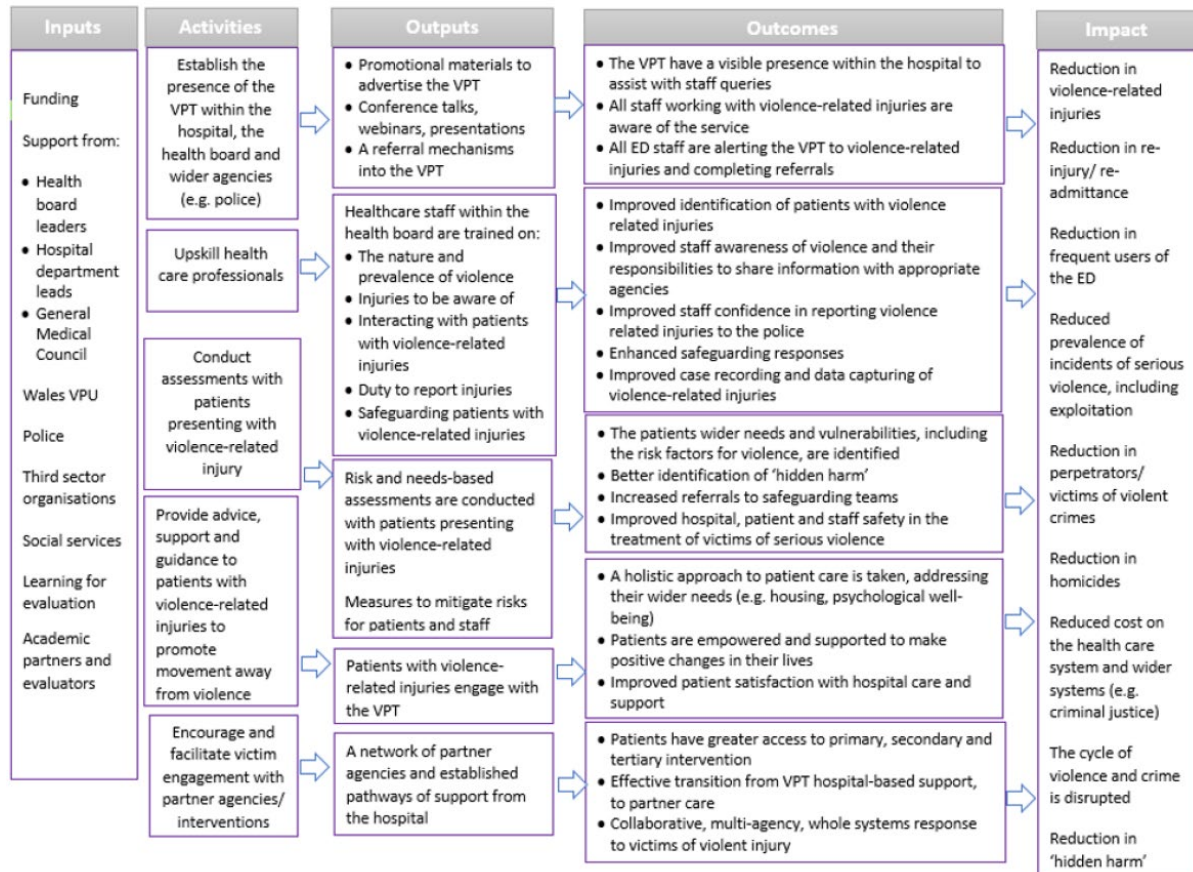 Inputs
Funding
Support from:
• Health
board
leaders
• Hospital
department
leads
• General
Medical
Council
Wales VPU
Police
Third sector
organisations
Social services
Learning for
evaluation
Academic
partners and
evaluators
Activities
Establish the
presence of the
VPT within the
hospital, the
health board and
wider agencies
(e.g. police)
Upskill health
care professionals
Conduct
assessments with
patients
presenting with
violence-related
injury
Provide advice,
support and
guidance to
patients with
violence-related
injuries to
promote
movement away
from violence
Encourage and
facilitate victim
engagement with
partner agencies/
interventions
Outputs
• Promotional materials to
advertise the VPT
• Conference talks,
webinars, presentations
• A referral mechanisms
into the VPT
Healthcare staff within the
health board are trained on:
• The nature and
prevalence of violence
• Injuries to be aware of
• Interacting with patients
with violence-related
injuries
• Duty to report injuries
• Safeguarding patients with
violence-related injuries
Risk and needs-based
assessments are conducted
with patients presenting
with violence-related
injuries
Measures to mitigate risks
for patients and staff
Patients with violence-
related injuries engage with
the VPT
A network of partner
agencies and established
pathways of support from
the hospital
Outcomes
• The VPT have a visible presence within the hospital to
assist with staff queries
• All staff working with violence-related injuries are
aware of the service
• All ED staff are alerting the VPT to violence-related
injuries and completing referrals
• Improved identification of patients with violence
related injuries
• Improved staff awareness of violence and their
responsibilities to share information with appropriate
agencies
• Improved staff confidence in reporting violence
related injuries to the police
• Enhanced safeguarding responses
• Improved case recording and data capturing of
violence-related injuries
• The patients wider needs and vulnerabilities, including
the risk factors for violence, are identified
• Better identification of ‘hidden harm’
• Increased referrals to safeguarding teams
• Improved hospital, patient and staff safety in the
treatment of victims of serious violence
• A holistic approach to patient care is taken, addressing
their wider needs (e.g. housing, psychological well-
being)
• Patients are empowered and supported to make
positive changes in their lives
• Improved patient satisfaction with hospital care and
support
• Patients have greater access to primary, secondary and
tertiary intervention
• Effective transition from VPT hospital-based support,
to partner care
• Collaborative, multi-agency, whole systems response
to victims of violent injury
Impact
Reduction in
violence-related
injuries
Reduction in re-
injury/ re-
admittance
Reduction in
frequent users of
the ED
Reduced
prevalence of
incidents of serious
violence, including
exploitation
Reduction in
perpetrators/
victims of violent
crimes
Reduction in
homicides
Reduced cost on
the health care
system and wider
systems (e.g.
criminal justice)
The cycle of
violence and crime
is disrupted
Reduction in
‘hidden harm’